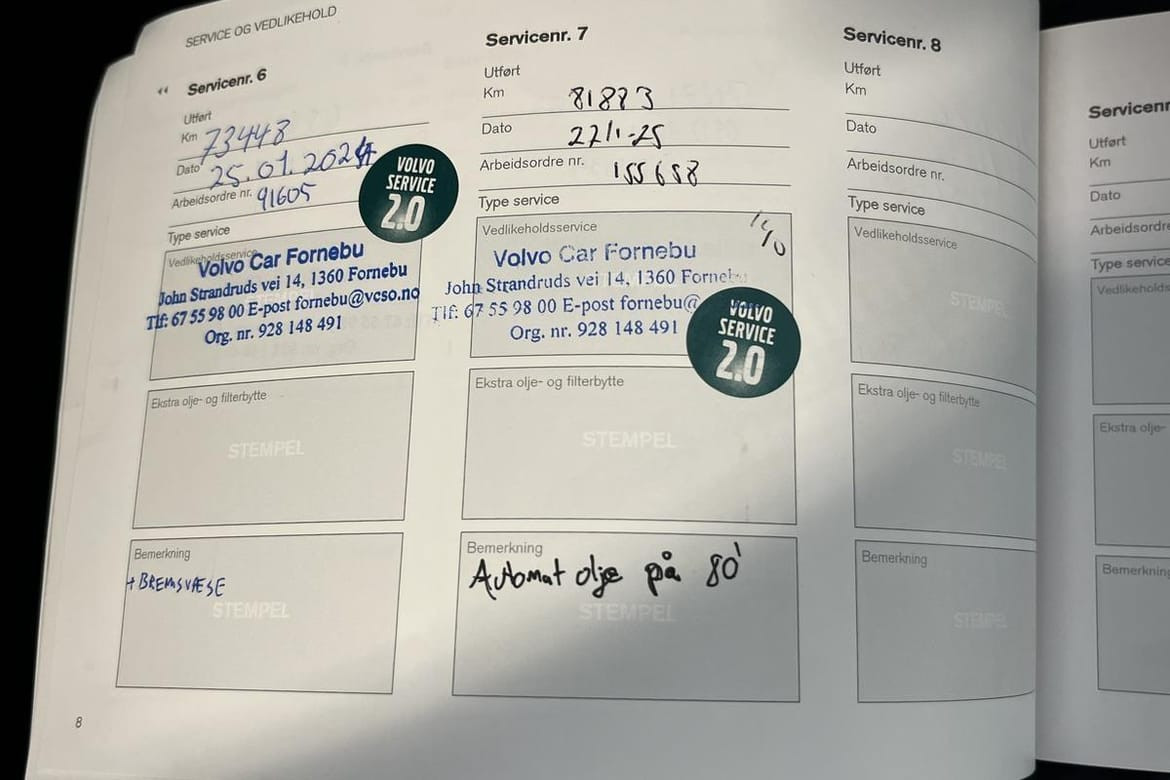 SERVICE OG VEDLIKEHOLD
Servicenr. 6
Utført
Km 73448
Dato 25.01.2024
Arbeidsordre nr. 91605
VOLVO
SERVICE
2.0
Type service
Vedlikeholdsservice
Volvo Car Fornebu
John Strandruds vei 14, 1360 Fornebu
Tlf: 67 55 98 00 E-post fornebu@vcso.no
Org. nr. 928 148 491
Ekstra olje- og filterbytte
STEMPEL
Bemerkning
+ BREMSVÆSE
STEMPEL
8
Servicenr. 7
Utført
Km 81883
Dato 22/1-25
Arbeidsordre nr. 155658
Type service
Vedlikeholdsservice
Volvo Car Fornebu
John Strandruds vei 14, 1360 Fornebu
Tlf: 67 55 98 00 E-post fornebu@
Org. nr. 928 148 491
VOLVO
SERVICE
2.0
Ekstra olje- og filterbytte
STEMPEL
Bemerkning
Automat olje på 80'
STEMPEL
Servicenr. 8
Utført
Km
Dato
Arbeidsordre nr.
Type service
Vedlikeholdsservice
STEMPEL
Ekstra olje- og filterbytte
STEMPEL
Bemerkning
STEMPEL
Servicenr
Utført
Km
Dato
Arbeidsordre
Type service
Vedlikeholds
Ekstra olje-
Bemerkning